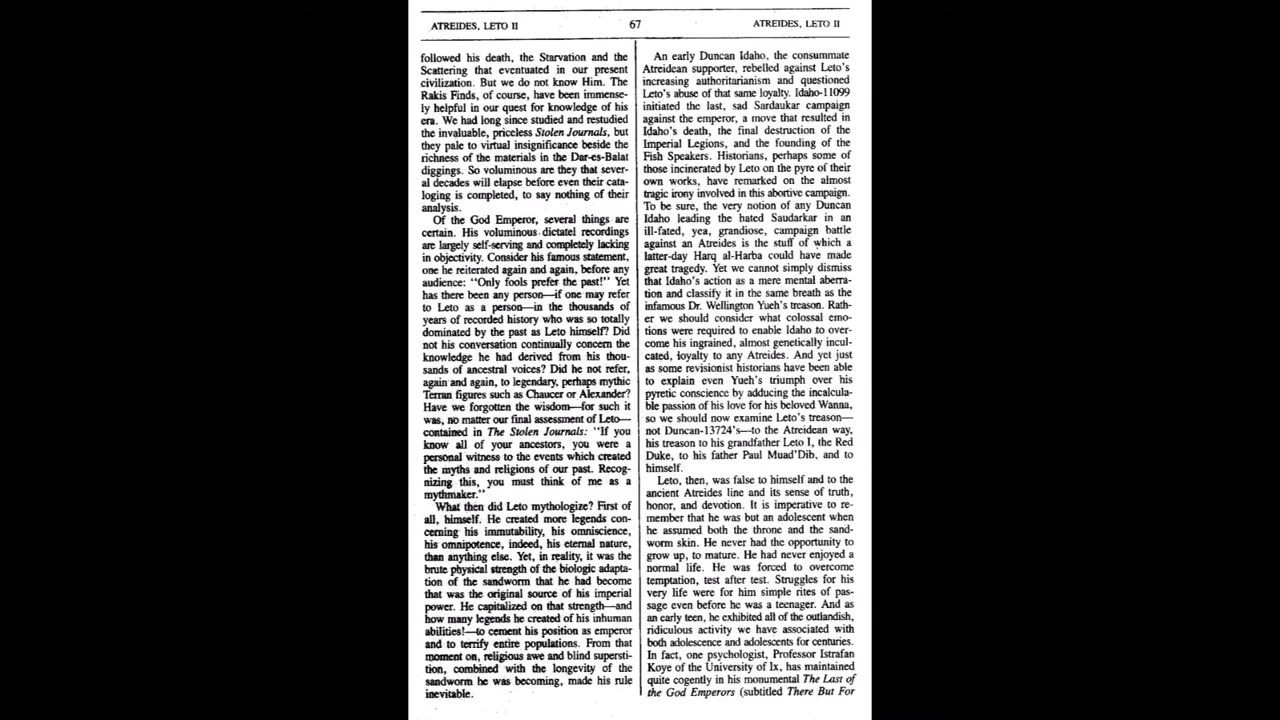 ATREIDES, LETO II
67
ATREIDES, LETO II
followed his death, the Starvation and the
Scattering that eventuated in our present
civilization. But we do not know Him. The
Rakis Finds, of course, have been immense-
ly helpful in our quest for knowledge of his
era. We had long since studied and restudied
the invaluable, priceless Stolen Journals, but
they pale to virtual insignificance beside the
richness of the materials in the Dar-es-Balat
diggings. So voluminous are they that sever-
al decades will elapse before even their cata-
loging is completed, to say nothing of their
analysis.
Of the God Emperor, several things are
certain. His voluminous dictatel recordings
are largely self-serving and completely lacking
in objectivity. Consider his famous statement,
one he reiterated again and again, before any
audience: "Only fools prefer the past!" Yet
has there been any person—if one may refer
to Leto as a person—in the thousands of
years of recorded history who was so totally
dominated by the past as Leto himself? Did
not his conversation continually concern the
knowledge he had derived from his thou-
sands of ancestral voices? Did he not refer,
again and again, to legendary, perhaps mythic
Terran figures such as Chaucer or Alexander?
Have we forgotten the wisdom—for such it
was, no matter our final assessment of Leto—
contained in The Stolen Journals: "If you
know all of your ancestors, you were a
personal witness to the events which created
the myths and religions of our past. Recog-
nizing this, you must think of me as a
mythmaker."
What then did Leto mythologize? First of
all, himself. He created more legends con-
cerning his immutability, his omniscience,
his omnipotence, indeed, his eternal nature,
than anything else. Yet, in reality, it was the
brute physical strength of the biologic adapta-
tion of the sandworm that he had become
that was the original source of his imperial
power. He capitalized on that strength—and
how many legends he created of his inhuman
abilities!—to cement his position as emperor
and to terrify entire populations. From that
moment on, religious awe and blind supersti-
tion, combined with the longevity of the
sandworm he was becoming, made his rule
inevitable.
An early Duncan Idaho, the consummate
Atreidean supporter, rebelled against Leto's
increasing authoritarianism and questioned
Leto's abuse of that same loyalty. Idaho-11099
initiated the last, sad Sardaukar campaign
against the emperor, a move that resulted in
Idaho's death, the final destruction of the
Imperial Legions, and the founding of the
Fish Speakers. Historians, perhaps some of
those incinerated by Leto on the pyre of their
own works, have remarked on the almost
tragic irony involved in this abortive campaign.
To be sure, the very notion of any Duncan
Idaho leading the hated Saudarkar in an
ill-fated, yea, grandiose, campaign battle
against an Atreides is the stuff of which a
latter-day Harq al-Harba could have made
great tragedy. Yet we cannot simply dismiss
that Idaho's action as a mere mental aberra-
tion and classify it in the same breath as the
infamous Dr. Wellington Yueh's treason. Rath-
er we should consider what colossal emo-
tions were required to enable Idaho to over-
come his ingrained, almost genetically incul-
cated, loyalty to any Atreides. And yet just
as some revisionist historians have been able
to explain even Yueh's triumph over his
pyretic conscience by adducing the incalcula-
ble passion of his love for his beloved Wanna,
so we should now examine Leto's treason—
not Duncan-13724's—to the Atreidean way,
his treason to his grandfather Leto I, the Red
Duke, to his father Paul Muad'Dib, and to
himself.
Leto, then, was false to himself and to the
ancient Atreides line and its sense of truth,
honor, and devotion. It is imperative to re-
member that he was but an adolescent when
he assumed both the throne and the sand-
worm skin. He never had the opportunity to
grow up, to mature. He had never enjoyed a
normal life. He was forced to overcome
temptation, test after test. Struggles for his
very life were for him simple rites of pas-
sage even before he was a teenager. And as
an early teen, he exhibited all of the outlandish,
ridiculous activity we have associated with
both adolescence and adolescents for centuries.
In fact, one psychologist, Professor Istrafan
Koye of the University of Ix, has maintained
quite cogently in his monumental The Last of
the God Emperors (subtitled There But For